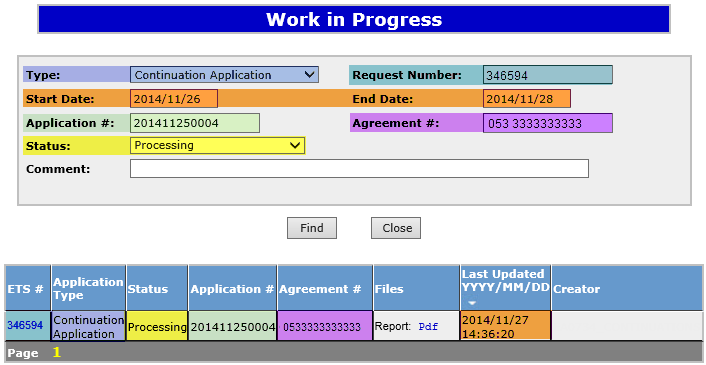 Work in Progress
Type: Continuation Application Request Number: 346594
Start Date: 2014/11/26 End Date: 2014/11/28
Application #: 201411250004 Agreement #: 053 3333333333
Status: Processing
Comment:
Find Close
ETS # Application Type Status Application # Agreement # Files Last Updated YYYY/MM/DD Creator
346594 Continuation Application Processing 201411250004 0533333333333 Report: Pdf 2014/11/27 14:36:20
Page 1